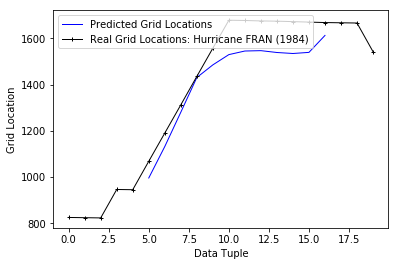 Predicted Grid Locations
Real Grid Locations: Hurricane FRAN (1984)
Grid Location
1600
1400
1200
1000
800
0.0 2.5 5.0 7.5 10.0 12.5 15.0 17.5
Data Tuple